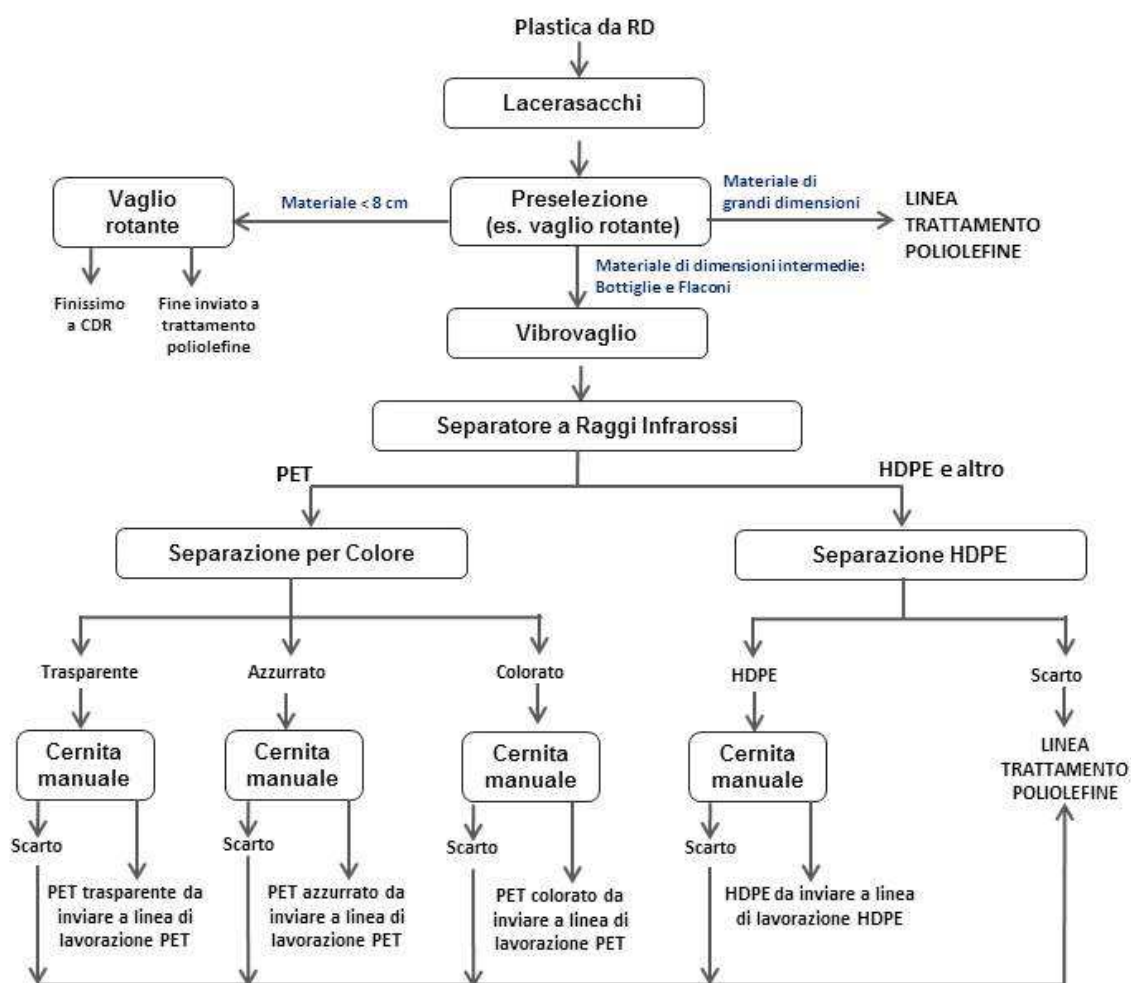 Plastica da RD
Lacerasacchi
Vaglio
rotante
Materiale < 8 cm
Preselezione
(es. vaglio rotante)
Materiale di
grandi dimensioni
LINEA
TRATTAMENTO
POLIOLEFINE
Finissimo
a CDR
Fine inviato a
trattamento
poliolefine
Materiale di dimensioni intermedie:
Bottiglie e Flaconi
Vibrovaglio
Separatore a Raggi Infrarossi
PET
HDPE e altro
Separazione per Colore
Separazione HDPE
Trasparente
Azzurrato
Colorato
HDPE
Scarto
Cernita
manuale
Cernita
manuale
Cernita
manuale
Cernita
manuale
LINEA
TRATTAMENTO
POLIOLEFINE
Scarto
Scarto
Scarto
Scarto
PET trasparente da
inviare a linea di
lavorazione PET
PET azzurrato da
inviare a linea di
lavorazione PET
PET colorato da
inviare a linea di
lavorazione PET
HDPE da inviare a linea
di lavorazione HDPE